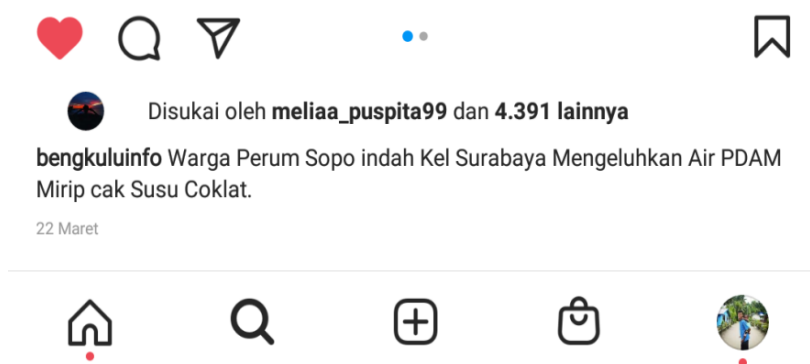 Disukai oleh meliaa_puspita99 dan 4.391 lainnya
bengkuluinfo Warga Perum Sopo indah Kel Surabaya Mengeluhkan Air PDAM
Mirip cak Susu Coklat.
22 Maret